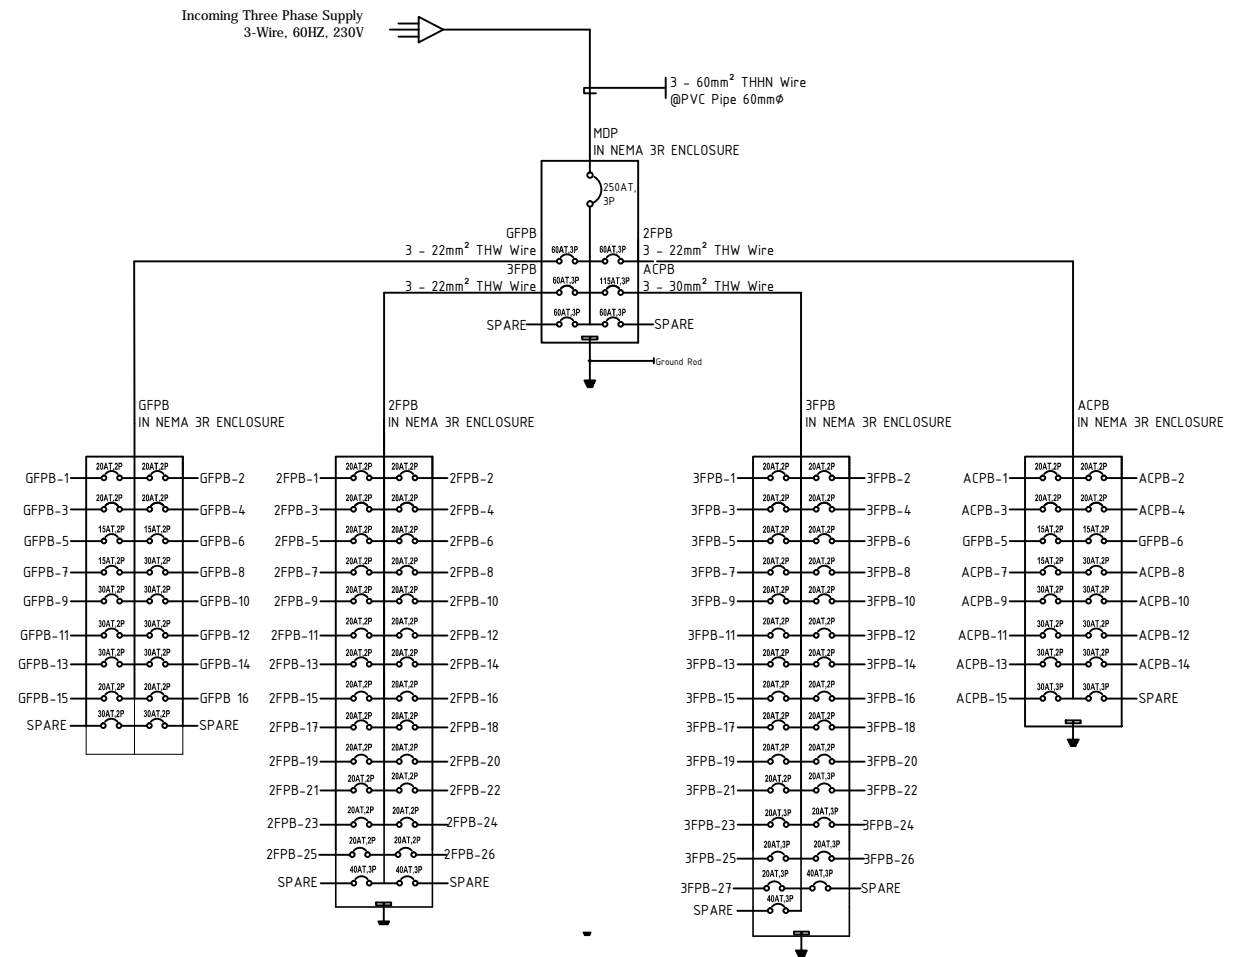 Incoming Three Phase Supply
3-Wire, 60HZ, 230V
3 - 60mm² THHN Wire
@PVC Pipe 60mmØ
MDP
IN NEMA 3R ENCLOSURE
250AT,
3P
GFPB 2FPB
3 - 22mm² THW Wire 60AT,3P 60AT,3P 3 - 22mm² THW Wire
3FPB ACPB
3 - 22mm² THW Wire 60AT,3P 115AT,3P 3 - 30mm² THW Wire
SPARE 60AT,3P 60AT,3P SPARE
Ground Rod
GFPB
IN NEMA 3R ENCLOSURE
GFPB-1 20AT,2P 20AT,2P GFPB-2
GFPB-3 20AT,2P 20AT,2P GFPB-4
GFPB-5 15AT,2P 15AT,2P GFPB-6
GFPB-7 15AT,2P 30AT,2P GFPB-8
GFPB-9 30AT,2P 30AT,2P GFPB-10
GFPB-11 30AT,2P 30AT,2P GFPB-12
GFPB-13 30AT,2P 30AT,2P GFPB-14
GFPB-15 20AT,2P 20AT,2P GFPB 16
SPARE 30AT,2P 30AT,2P SPARE
2FPB
IN NEMA 3R ENCLOSURE
2FPB-1 20AT,2P 20AT,2P 2FPB-2
2FPB-3 20AT,2P 20AT,2P 2FPB-4
2FPB-5 20AT,2P 20AT,2P 2FPB-6
2FPB-7 20AT,2P 20AT,2P 2FPB-8
2FPB-9 20AT,2P 20AT,2P 2FPB-10
2FPB-11 20AT,2P 20AT,2P 2FPB-12
2FPB-13 20AT,2P 20AT,2P 2FPB-14
2FPB-15 20AT,2P 20AT,2P 2FPB-16
2FPB-17 20AT,2P 20AT,2P 2FPB-18
2FPB-19 20AT,2P 20AT,2P 2FPB-20
2FPB-21 20AT,2P 20AT,2P 2FPB-22
2FPB-23 20AT,2P 20AT,2P 2FPB-24
2FPB-25 20AT,2P 20AT,2P 2FPB-26
SPARE 40AT,3P 40AT,3P SPARE
3FPB
IN NEMA 3R ENCLOSURE
3FPB-1 20AT,2P 20AT,2P 3FPB-2
3FPB-3 20AT,2P 20AT,2P 3FPB-4
3FPB-5 20AT,2P 20AT,2P 3FPB-6
3FPB-7 20AT,2P 20AT,2P 3FPB-8
3FPB-9 20AT,2P 20AT,2P 3FPB-10
3FPB-11 20AT,2P 20AT,2P 3FPB-12
3FPB-13 20AT,2P 20AT,2P 3FPB-14
3FPB-15 20AT,2P 20AT,2P 3FPB-16
3FPB-17 20AT,2P 20AT,2P 3FPB-18
3FPB-19 20AT,2P 20AT,2P 3FPB-20
3FPB-21 20AT,2P 20AT,3P 3FPB-22
3FPB-23 20AT,3P 20AT,3P 3FPB-24
3FPB-25 20AT,3P 20AT,3P 3FPB-26
3FPB-27 20AT,3P 40AT,3P SPARE
SPARE 40AT,3P
ACPB
IN NEMA 3R ENCLOSURE
ACPB-1 20AT,2P 20AT,2P ACPB-2
ACPB-3 20AT,2P 20AT,2P ACPB-4
GFPB-5 15AT,2P 15AT,2P GFPB-6
ACPB-7 15AT,2P 30AT,2P ACPB-8
ACPB-9 30AT,2P 30AT,2P ACPB-10
ACPB-11 30AT,2P 30AT,2P ACPB-12
ACPB-13 30AT,2P 30AT,2P ACPB-14
ACPB-15 30AT,3P 30AT,3P SPARE